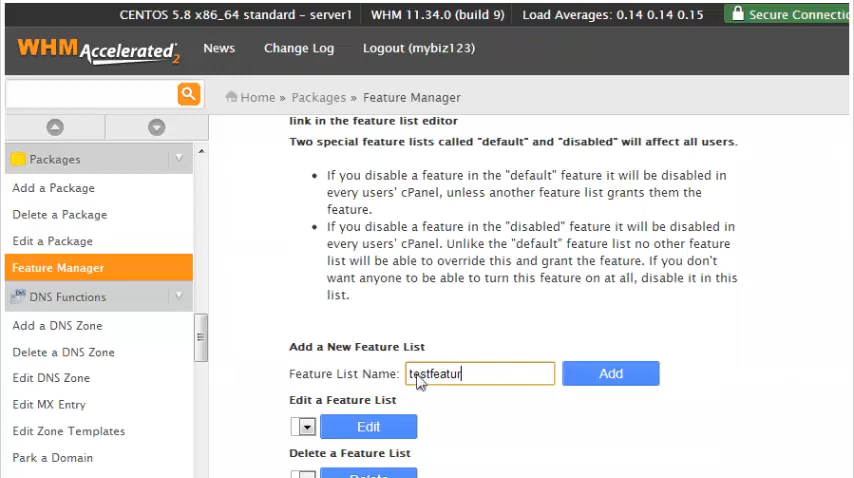 CENTOS 5.8 x86_64 standard - server1 WHM 11.34.0 (build 9) Load Averages: 0.14 0.14 0.15 Secure Connectio
WHM Accelerated 2 News Change Log Logout (mybiz123)
Home » Packages » Feature Manager
link in the feature list editor
Two special feature lists called "default" and "disabled" will affect all users.
• If you disable a feature in the "default" feature it will be disabled in
every users' cPanel, unless another feature list grants them the
feature.
• If you disable a feature in the "disabled" feature it will be disabled in
every users' cPanel. Unlike the "default" feature list no other feature
list will be able to override this and grant the feature. If you don't
want anyone to be able to turn this feature on at all, disable it in this
list.
Add a New Feature List
Feature List Name: testfeatur Add
Edit a Feature List
Edit
Delete a Feature List
Delete
Packages
Add a Package
Delete a Package
Edit a Package
Feature Manager
DNS Functions
Add a DNS Zone
Delete a DNS Zone
Edit DNS Zone
Edit MX Entry
Edit Zone Templates
Park a Domain